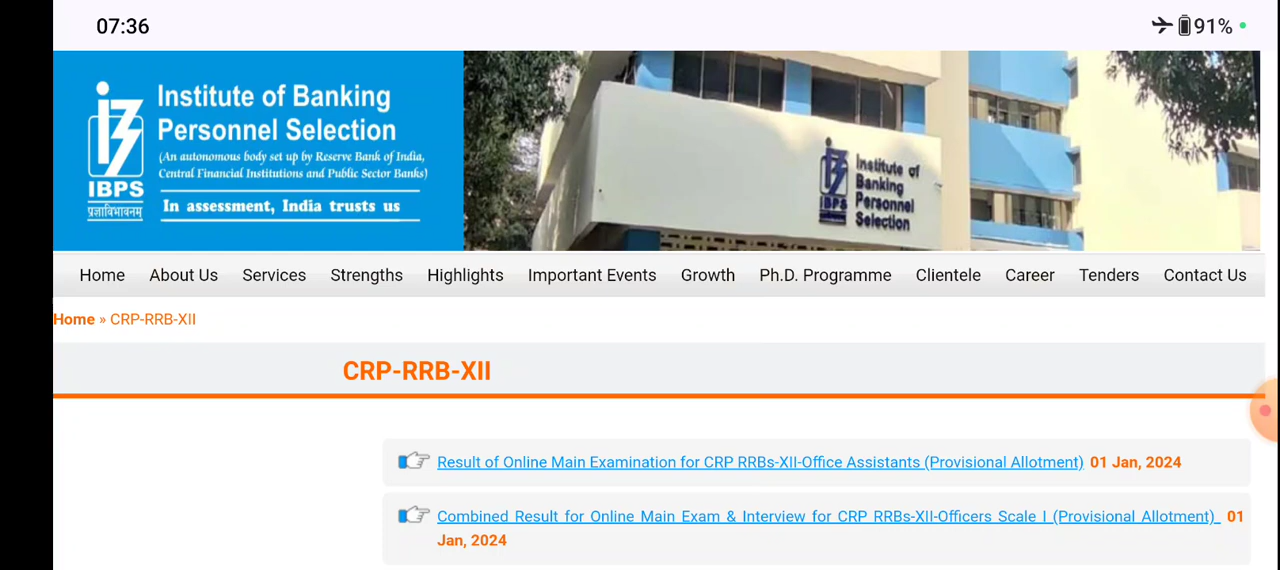 07:36
91%
Institute of Banking
Personnel Selection
(An autonomous body set up by Reserve Bank of India,
Central Financial Institutions and Public Sector Banks)
IBPS
प्रज्ञाविभावनम्
In assessment, India trusts us
Institute of
Banking
Personnel
Selection
IBPS
Home About Us Services Strengths Highlights Important Events Growth Ph.D. Programme Clientele Career Tenders Contact Us
Home » CRP-RRB-XII
CRP-RRB-XII
Result of Online Main Examination for CRP RRBs-XII-Office Assistants (Provisional Allotment) 01 Jan, 2024
Combined Result for Online Main Exam & Interview for CRP RRBs-XII-Officers Scale I (Provisional Allotment) 01
Jan, 2024